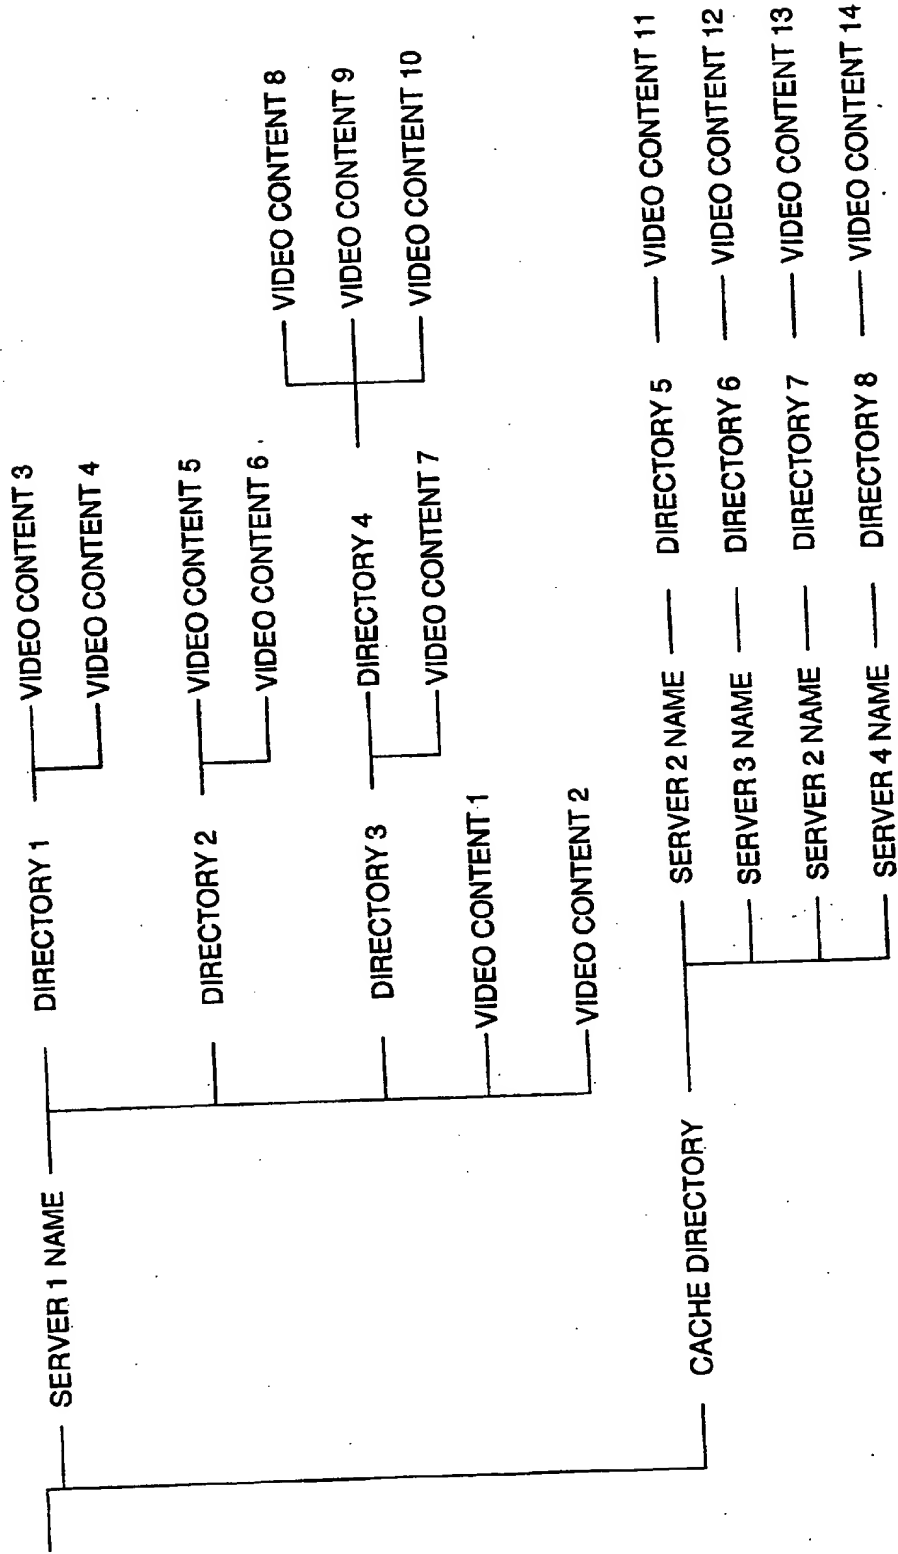 SERVER 1 NAME
DIRECTORY 1
VIDEO CONTENT 3
VIDEO CONTENT 4
DIRECTORY 2
VIDEO CONTENT 5
VIDEO CONTENT 6
DIRECTORY 3
DIRECTORY 4
VIDEO CONTENT 8
VIDEO CONTENT 9
VIDEO CONTENT 10
VIDEO CONTENT 7
VIDEO CONTENT 1
VIDEO CONTENT 2
CACHE DIRECTORY
SERVER 2 NAME
DIRECTORY 5
VIDEO CONTENT 11
SERVER 3 NAME
DIRECTORY 6
VIDEO CONTENT 12
SERVER 2 NAME
DIRECTORY 7
VIDEO CONTENT 13
SERVER 4 NAME
DIRECTORY 8
VIDEO CONTENT 14